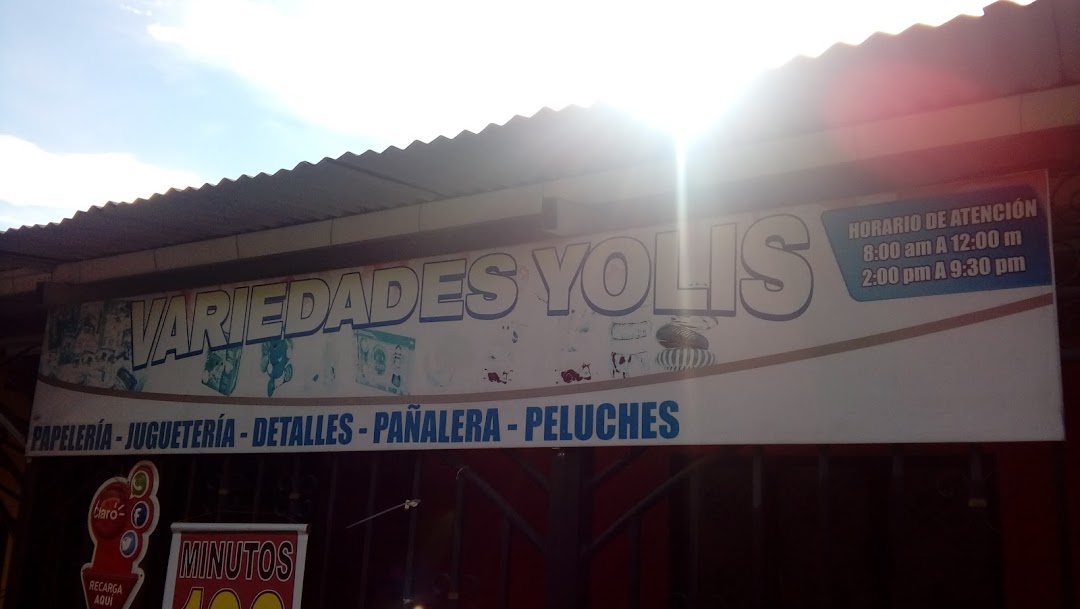 VARIEDADES YOLIS
HORARIO DE ATENCIÓN
8:00 am A 12:00 m
2:00 pm A 9:30 pm
PAPELERÍA - JUGUETERÍA - DETALLES - PAÑALERA - PELUCHES
Claro
RECARGA
AQUÍ
MINUTOS